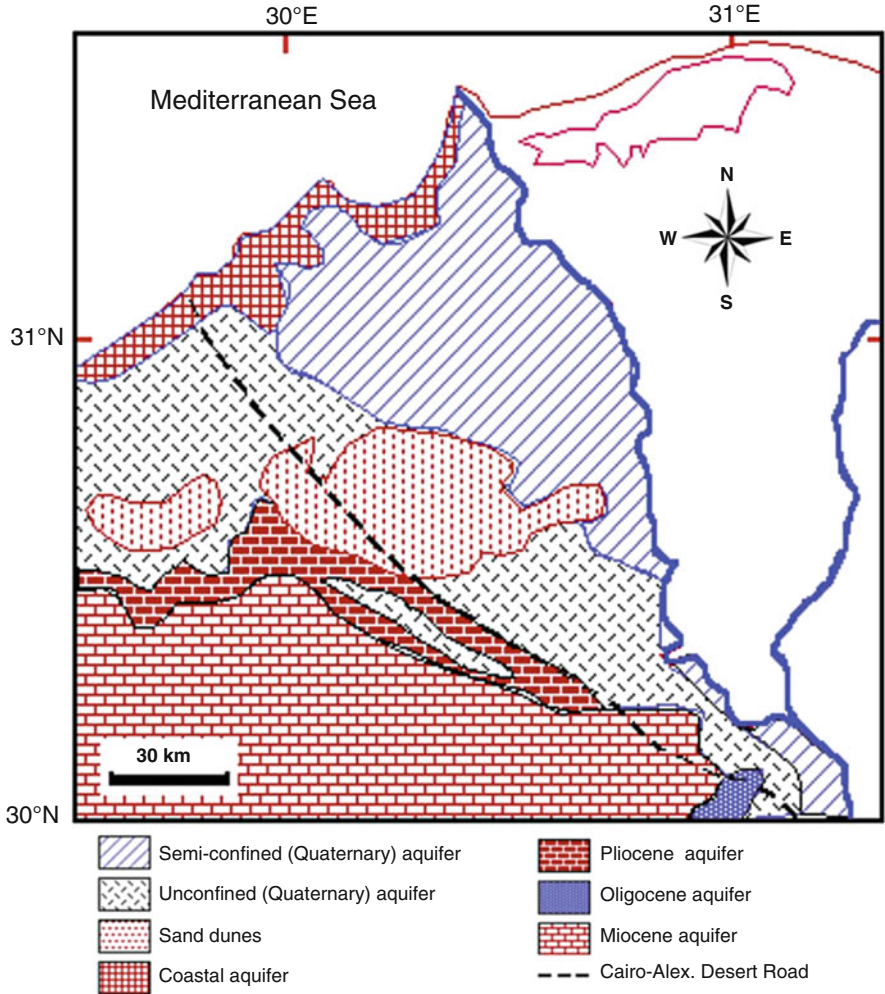 30°E
31°E
Mediterranean Sea
N
W
E
S
31°N
30 km
30°N
Semi-confined (Quaternary) aquifer
Unconfined (Quaternary) aquifer
Sand dunes
Coastal aquifer
Pliocene aquifer
Oligocene aquifer
Miocene aquifer
Cairo-Alex. Desert Road